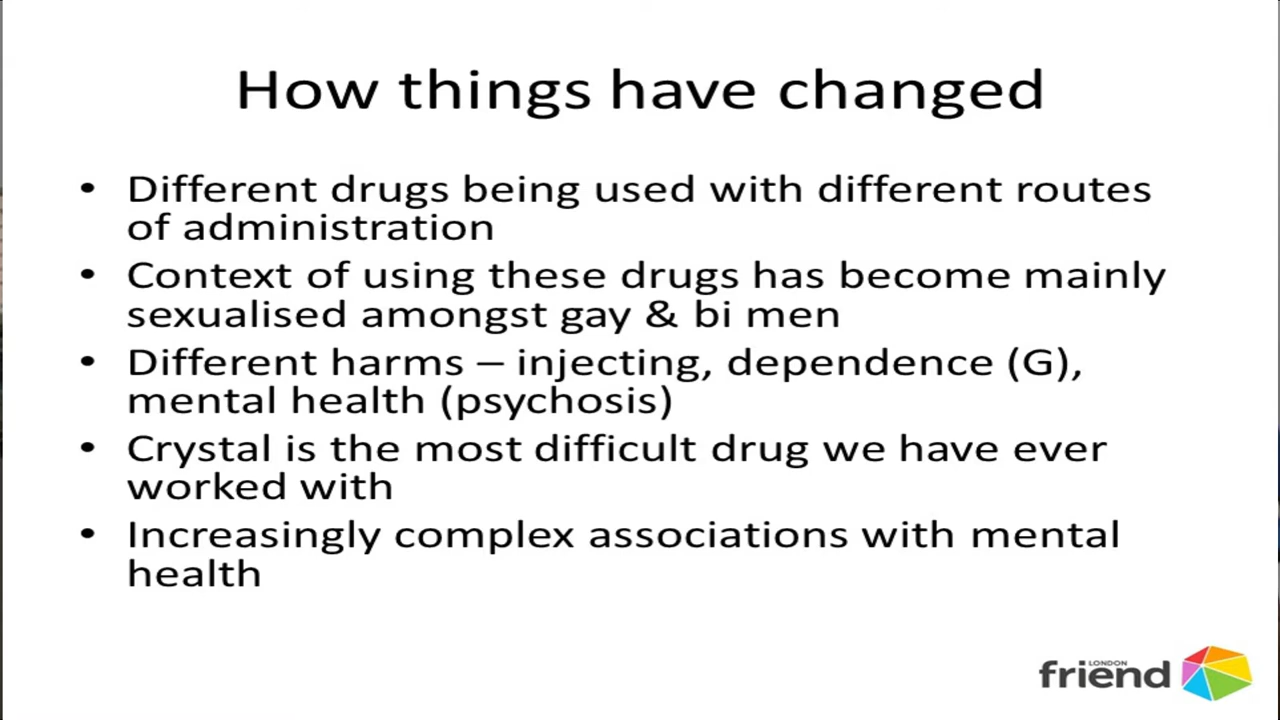 How things have changed
• Different drugs being used with different routes
of administration
• Context of using these drugs has become mainly
sexualised amongst gay & bi men
• Different harms – injecting, dependence (G),
mental health (psychosis)
• Crystal is the most difficult drug we have ever
worked with
• Increasingly complex associations with mental
health
LONDON
friend